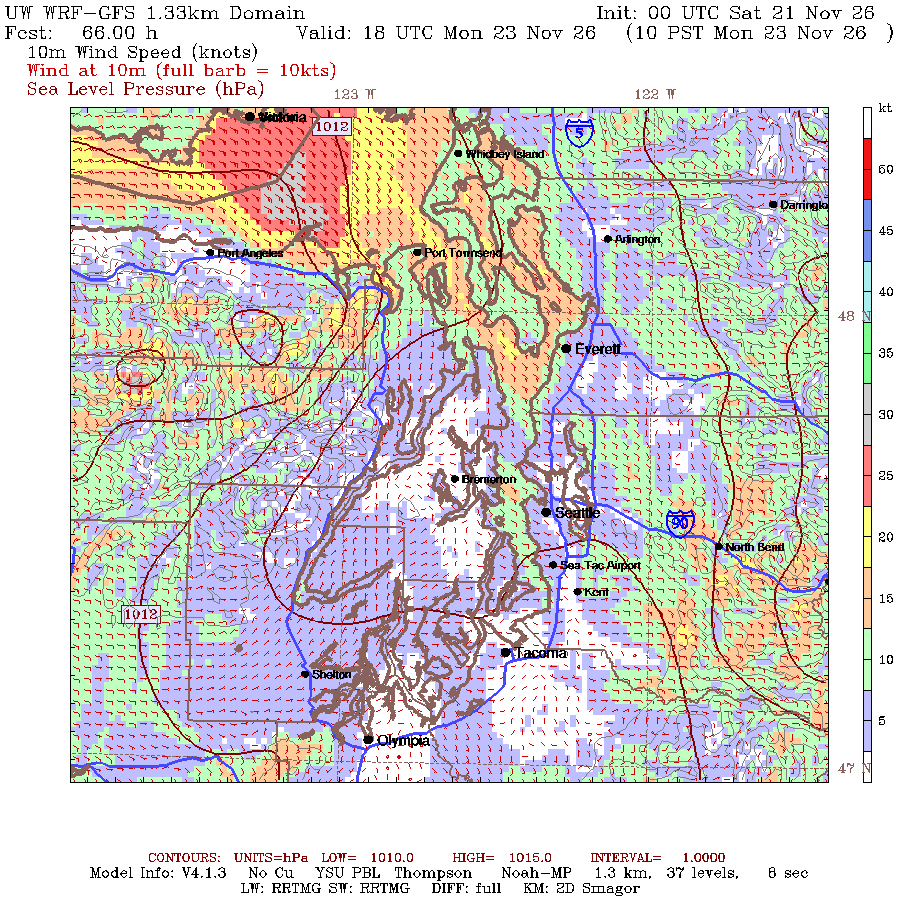 UW WRF-GFS 1.33km Domain Init: 00 UTC Sat 21 Nov 26
Fcst: 66.00 h Valid: 18 UTC Mon 23 Nov 26 (10 PST Mon 23 Nov 26 )
10m Wind Speed (knots)
Wind at 10m (full barb = 10kts)
Sea Level Pressure (hPa)
123 W 122 W
kt
Victoria
1012
5
Whidbey Island
60
Darringto
45
Arlington
Port Angeles
Port Townsend
40
48 N
Everett
35
30
Bremerton
25
Seattle
90
20
North Bend
Sea Tac Airport
Kent
15
1012
Tacoma
10
Shelton
5
Olympia
47 N
CONTOURS: UNITS=hPa LOW= 1010.0 HIGH= 1015.0 INTERVAL= 1.0000
Model Info: V4.1.3 No Cu YSU PBL Thompson Noah-MP 1.3 km, 37 levels, 8 sec
LW: RRTMG SW: RRTMG DIFF: full KM: 2D Smagor